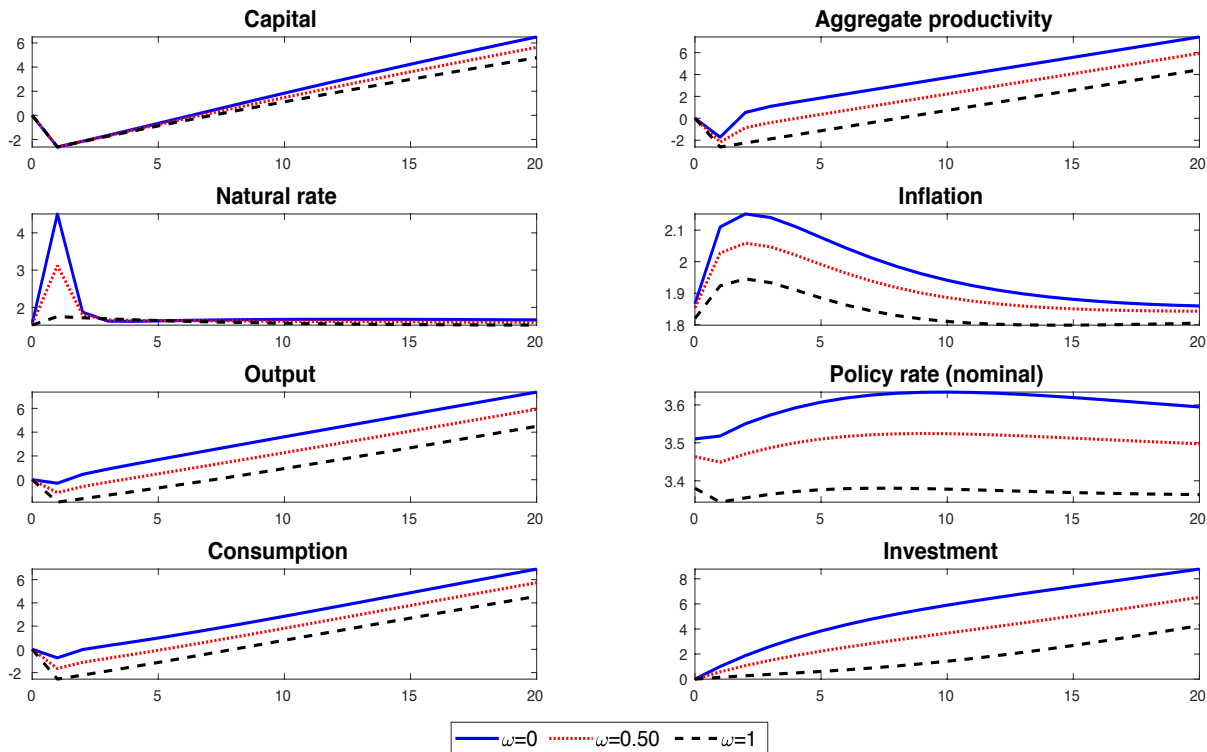 Capital
6
4
2
0
-2
0 5 10 15 20
Aggregate productivity
6
4
2
0
-2
0 5 10 15 20
Natural rate
4
3
2
0 5 10 15 20
Inflation
2.1
2
1.9
1.8
0 5 10 15 20
Output
6
4
2
0
0 5 10 15 20
Policy rate (nominal)
3.6
3.5
3.4
0 5 10 15 20
Consumption
6
4
2
0
-2
0 5 10 15 20
Investment
8
6
4
2
0
0 5 10 15 20
ω=0 ω=0.50 ω=1